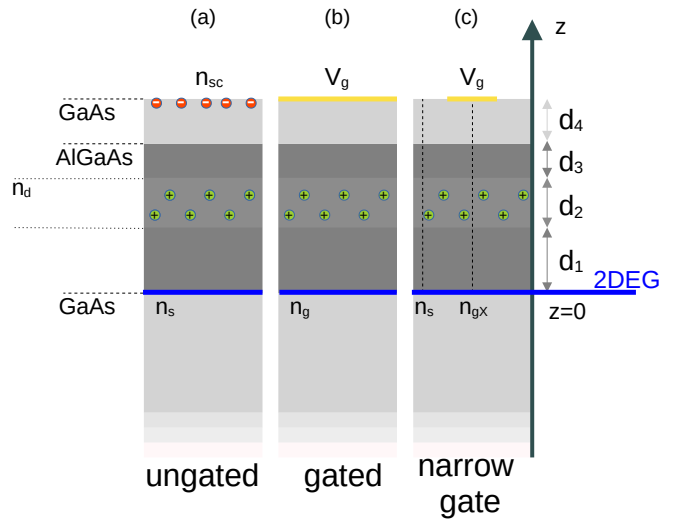 (a)
(b)
(c)
z
n_sc
V_g
V_g
GaAs
d_4
AlGaAs
d_3
n_d
d_2
d_1
2DEG
GaAs
n_s
n_g
n_s
n_gX
z=0
ungated
gated
narrow
gate